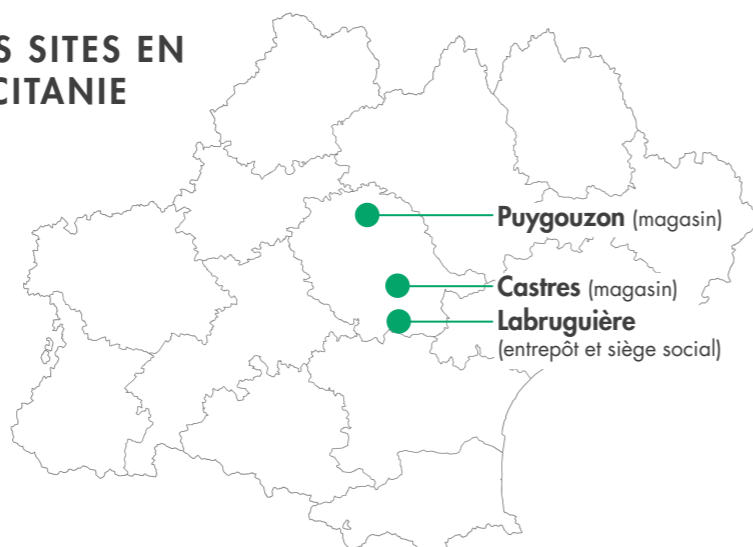 S SITES EN
CITANIE
Puygouzon (magasin)
Castres (magasin)
Labruguière
(entrepôt et siège social)